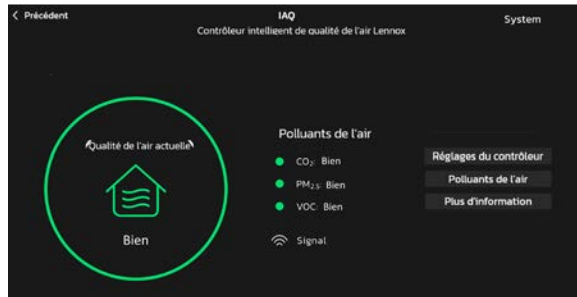 Précédent
IAQ
System
Contrôleur intelligent de qualité de l'air Lennox
Qualité de l'air actuelle
Bien
Polluants de l'air
CO₂: Bien
PM₂.₅: Bien
VOC: Bien
Signal
Réglages du contrôleur
Polluants de l'air
Plus d'information